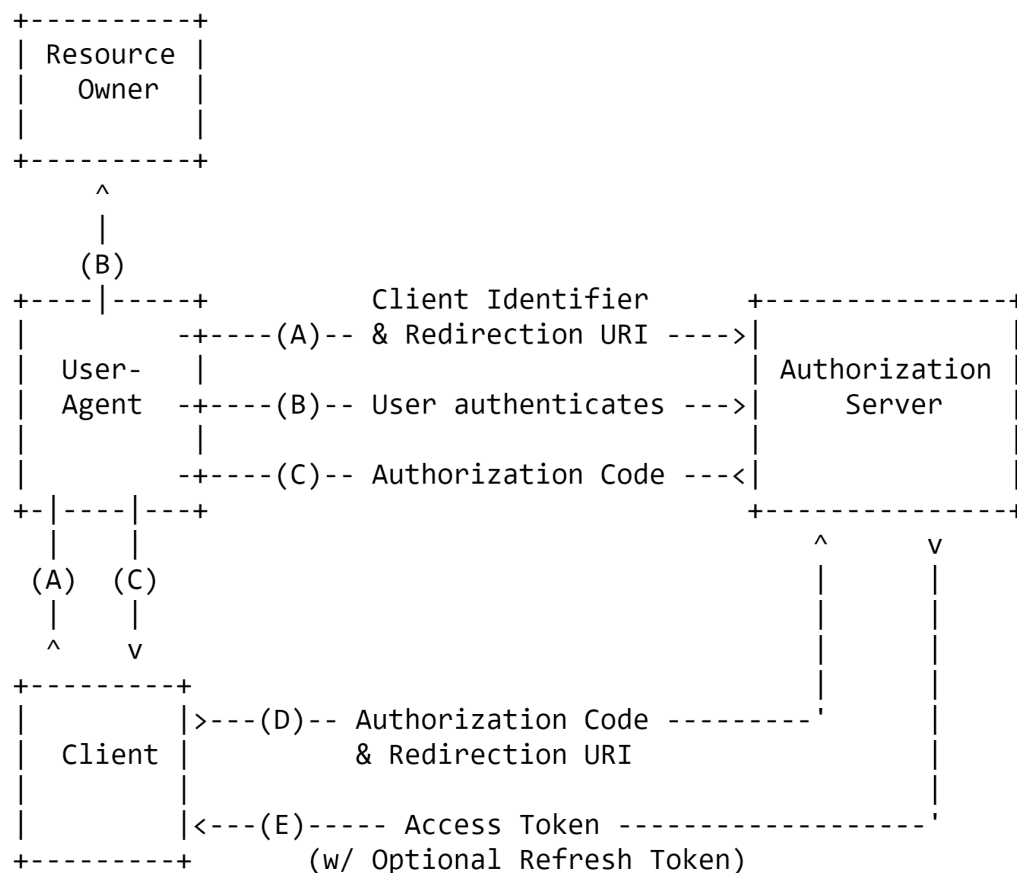 +----------+
| Resource |
|   Owner  |
|          |
+----------+
     ^
     |
    (B)
+----|-----+          Client Identifier      +---------------+
|         -+----(A)-- & Redirection URI ---->|               |
|  User-   |                                 | Authorization |
|  Agent  -+----(B)-- User authenticates --->|     Server    |
|          |                                 |               |
|         -+----(C)-- Authorization Code ---<|               |
+-|----|---+                                 +---------------+
  |    |                                         ^      v
 (A)  (C)                                        |      |
  |    |                                         |      |
  ^    v                                         |      |
+---------+                                      |      |
|         |>---(D)-- Authorization Code ---------'      |
|  Client |          & Redirection URI                  |
|         |                                             |
|         |<---(E)----- Access Token -------------------'
+---------+       (w/ Optional Refresh Token)